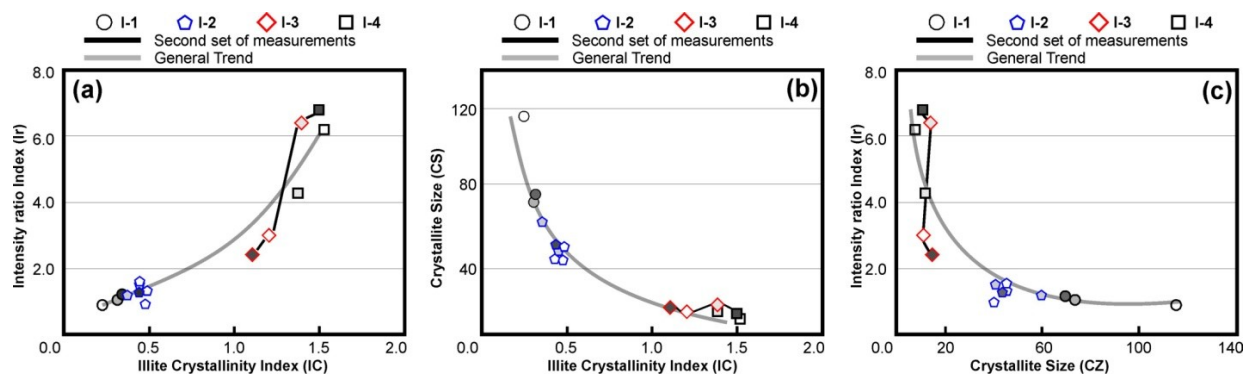 I-1 I-2 I-3 I-4
Second set of measurements
General Trend
(a)
Intensity ratio Index (Ir)
8.0
6.0
4.0
2.0
0.0 0.5 1.0 1.5 2.0
Illite Crystallinity Index (IC)
I-1 I-2 I-3 I-4
Second set of measurements
General Trend
(b)
Crystallite Size (CS)
120
80
40
0.0 0.5 1.0 1.5 2.0
Illite Crystallinity Index (IC)
I-1 I-2 I-3 I-4
Second set of measurements
General Trend
(c)
Intensity ratio Index (Ir)
8.0
6.0
4.0
2.0
0.0 20 60 100 140
Crystallite Size (CZ)